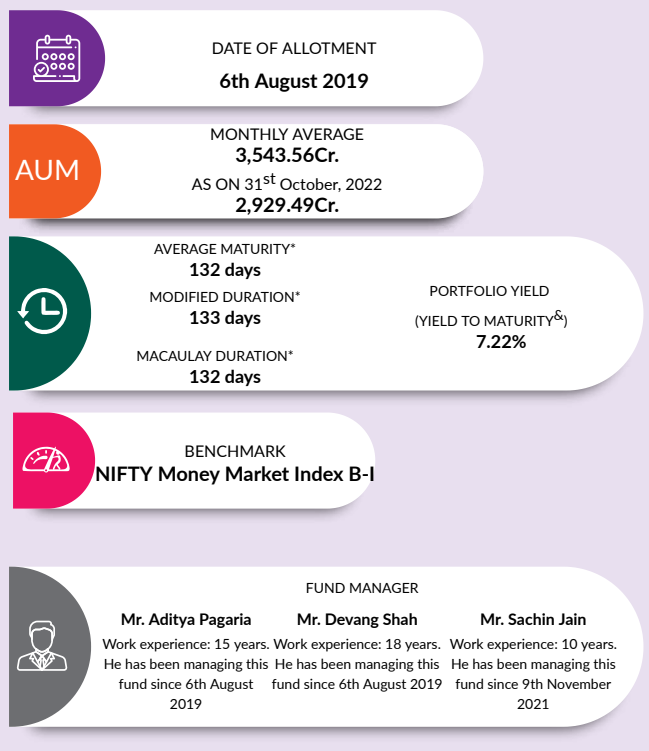 DATE OF ALLOTMENT
6th August 2019
AUM
MONTHLY AVERAGE
3,543.56Cr.
AS ON 31st October, 2022
2,929.49Cr.
AVERAGE MATURITY*
132 days
MODIFIED DURATION*
133 days
MACAULAY DURATION*
132 days
PORTFOLIO YIELD
(YIELD TO MATURITY&)
7.22%
BENCHMARK
NIFTY Money Market Index B-I
FUND MANAGER
Mr. Aditya Pagaria
Work experience: 15 years.
He has been managing this
fund since 6th August
2019
Mr. Devang Shah
Work experience: 18 years.
He has been managing this
fund since 6th August 2019
Mr. Sachin Jain
Work experience: 10 years.
He has been managing this
fund since 9th November
2021